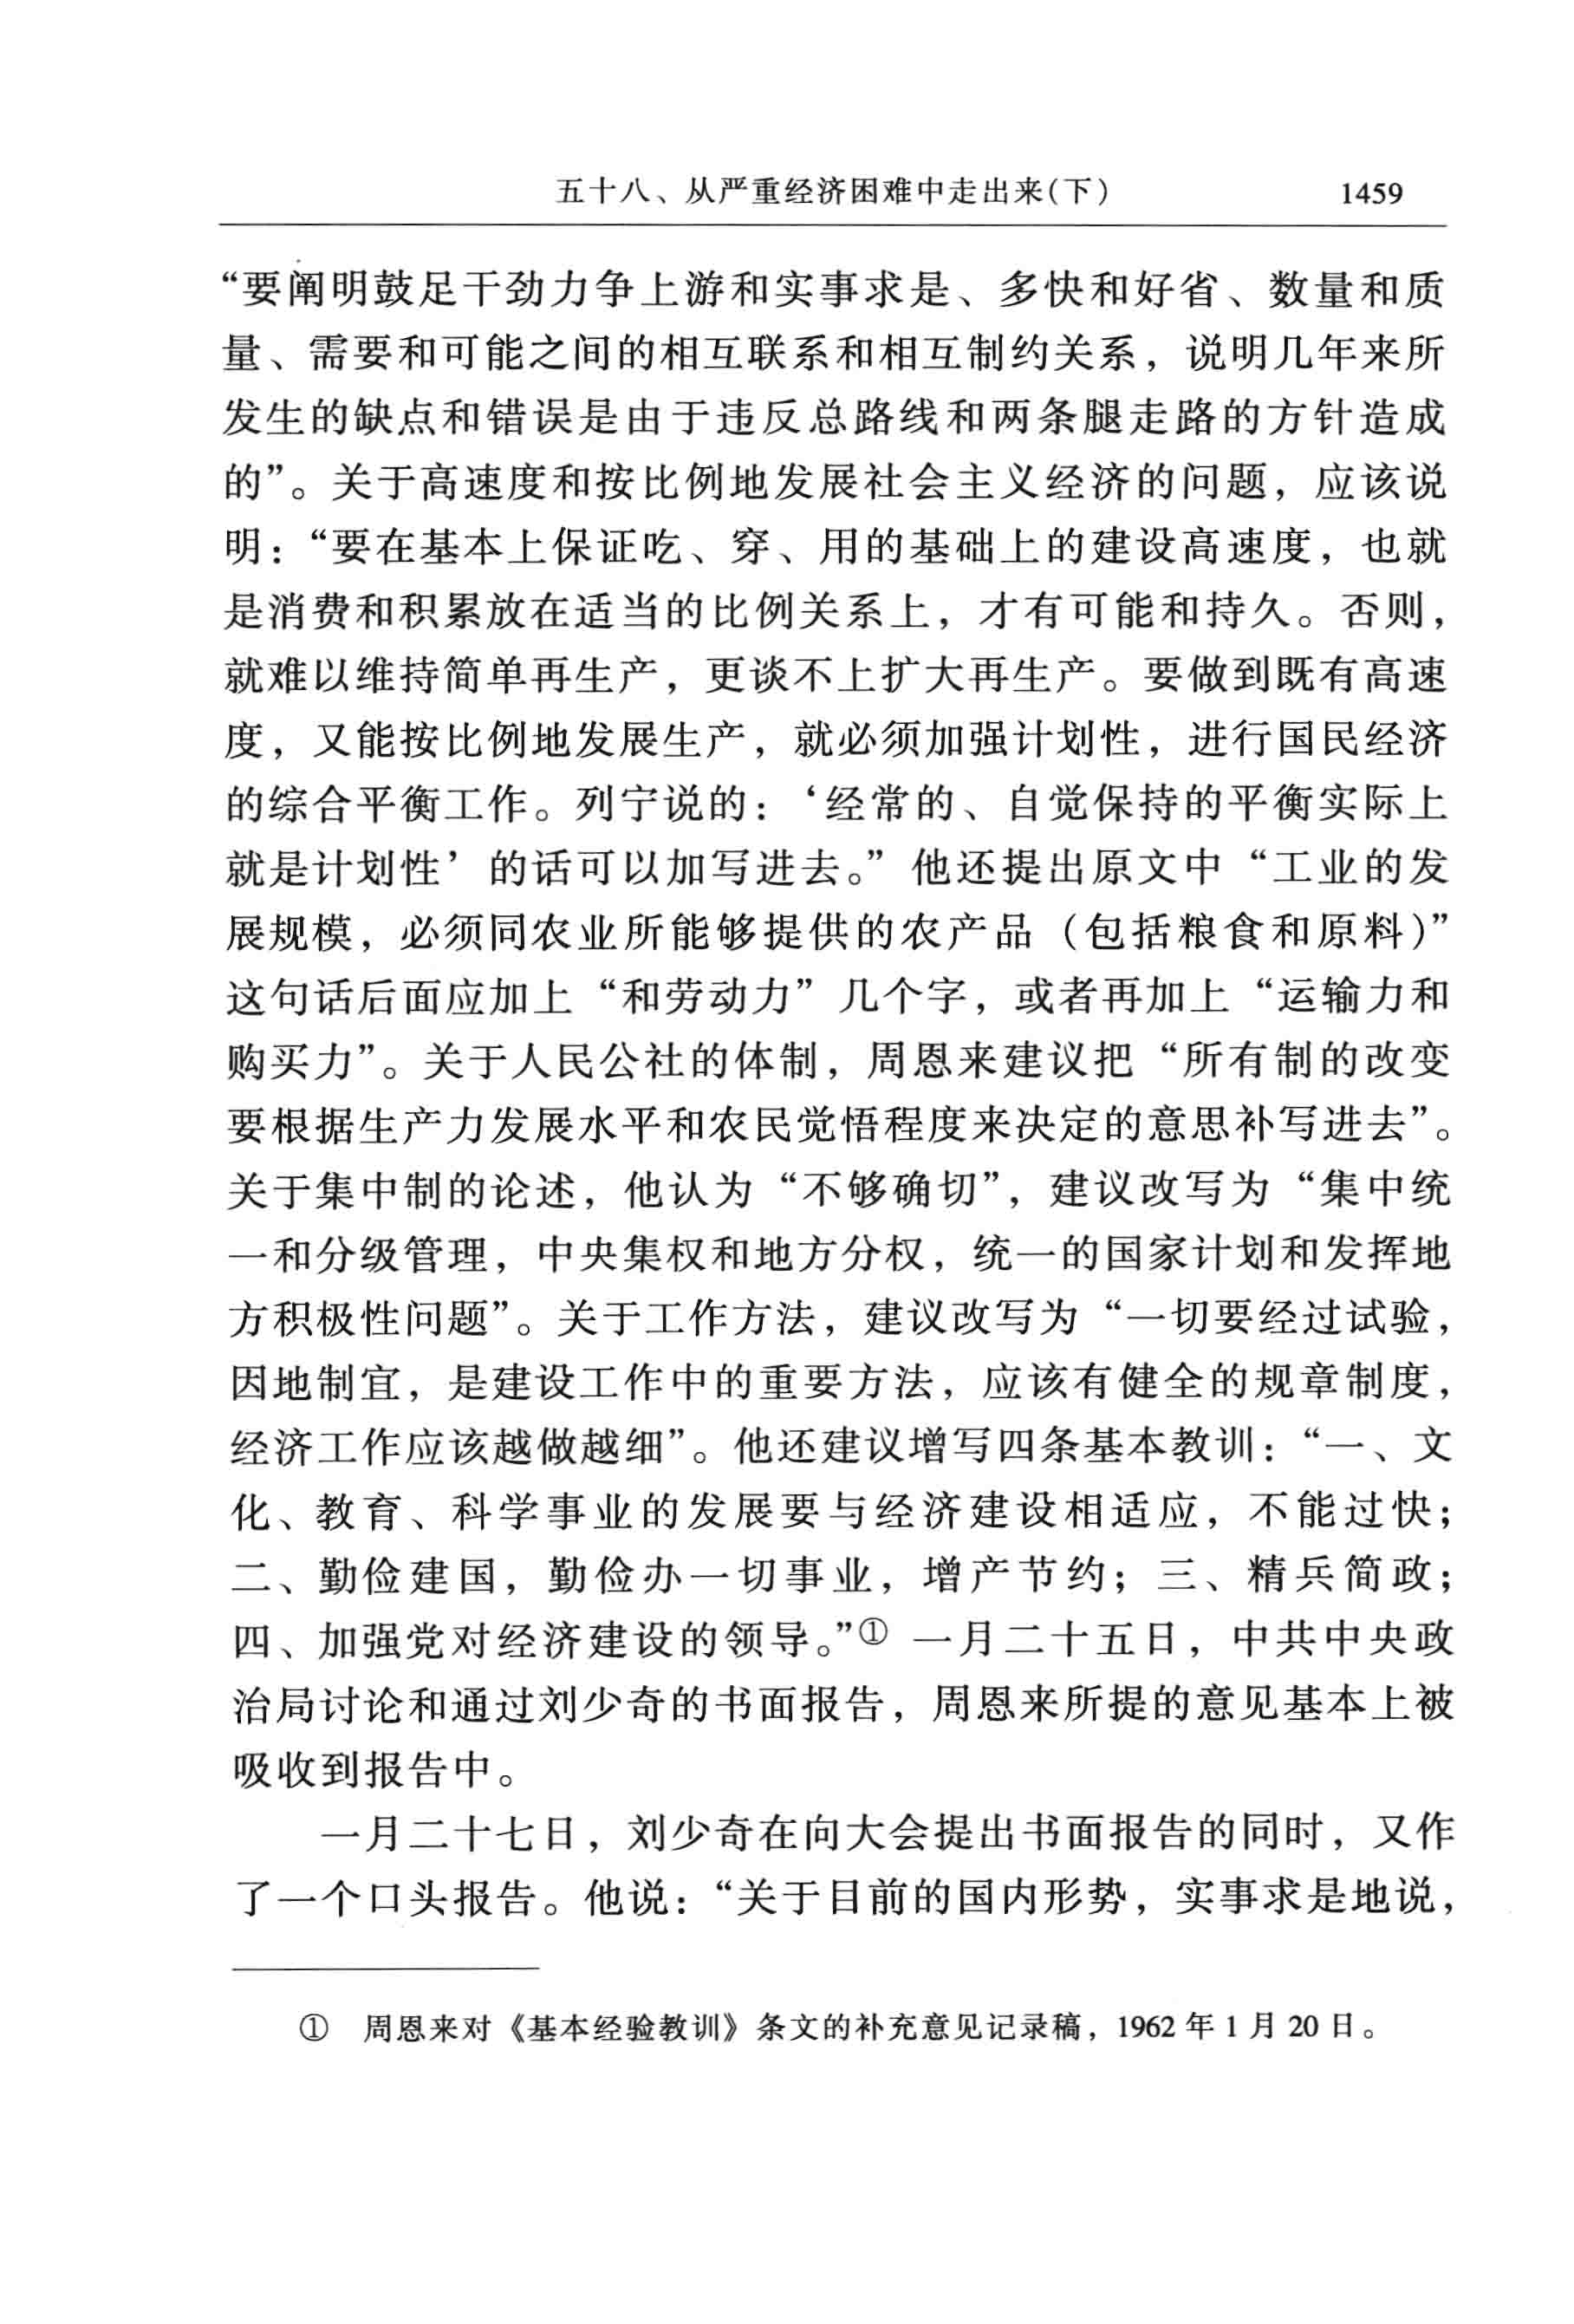 五十八、从严重经济困难中走出来(下) 1459
“要阐明鼓足干劲力争上游和实事求是、多快和好省、数量和质
量、需要和可能之间的相互联系和相互制约关系，说明几年来所
发生的缺点和错误是由于违反总路线和两条腿走路的方针造成
的”。关于高速度和按比例地发展社会主义经济的问题，应该说
明：“要在基本上保证吃、穿、用的基础上的建设高速度，也就
是消费和积累放在适当的比例关系上，才有可能和持久。否则，
就难以维持简单再生产，更谈不上扩大再生产。要做到既有高速
度，又能按比例地发展生产，就必须加强计划性，进行国民经济
的综合平衡工作。列宁说的：‘经常的、自觉保持的平衡实际上
就是计划性’的话可以加写进去。”他还提出原文中“工业的发
展规模，必须同农业所能够提供的农产品（包括粮食和原料）”
这句话后面应加上“和劳动力”几个字，或者再加上“运输力和
购买力”。关于人民公社的体制，周恩来建议把“所有制的改变
要根据生产力发展水平和农民觉悟程度来决定的意思补写进去”。
关于集中制的论述，他认为“不够确切”，建议改写为“集中统
一和分级管理，中央集权和地方分权，统一的国家计划和发挥地
方积极性问题”。关于工作方法，建议改写为“一切要经过试验，
因地制宜，是建设工作中的重要方法，应该有健全的规章制度，
经济工作应该越做越细”。他还建议增写四条基本教训：“一、文
化、教育、科学事业的发展要与经济建设相适应，不能过快；
二、勤俭建国，勤俭办一切事业，增产节约；三、精兵简政；
四、加强党对经济建设的领导。”① 一月二十五日，中共中央政
治局讨论和通过刘少奇的书面报告，周恩来所提的意见基本上被
吸收到报告中。
一月二十七日，刘少奇在向大会提出书面报告的同时，又作
了一个口头报告。他说：“关于目前的国内形势，实事求是地说，
① 周恩来对《基本经验教训》条文的补充意见记录稿，1962 年 1 月 20 日。